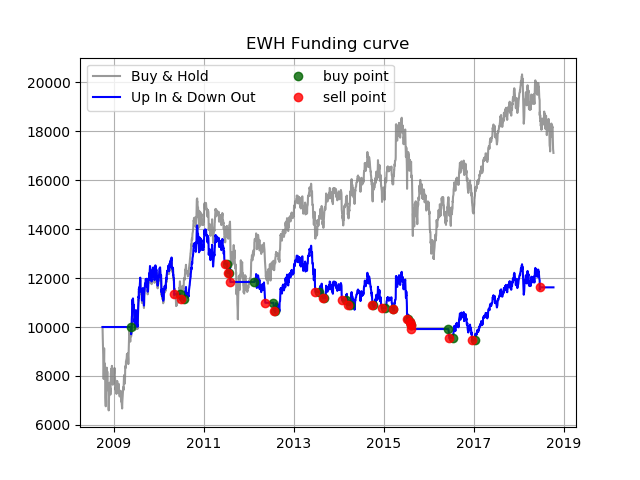 EWH Funding curve
Buy & Hold
Up In & Down Out
buy point
sell point
20000
18000
16000
14000
12000
10000
8000
6000
2009 2011 2013 2015 2017 2019